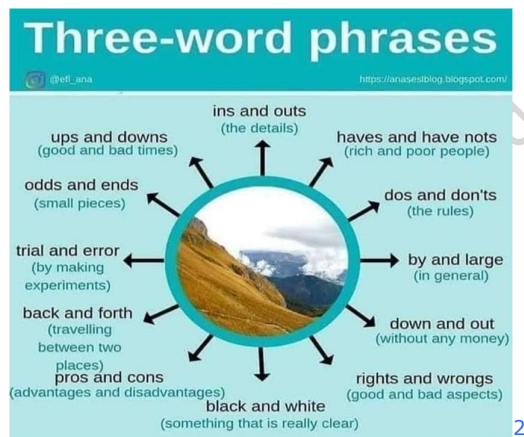 Three-word phrases
@efl_ana
https://anaseslblog.blogspot.com/
ins and outs
(the details)
ups and downs
(good and bad times)
haves and have nots
(rich and poor people)
odds and ends
(small pieces)
dos and don'ts
(the rules)
trial and error
(by making
experiments)
by and large
(in general)
back and forth
(travelling
between two
places)
down and out
(without any money)
pros and cons
(advantages and disadvantages)
rights and wrongs
(good and bad aspects)
black and white
(something that is really clear)
2